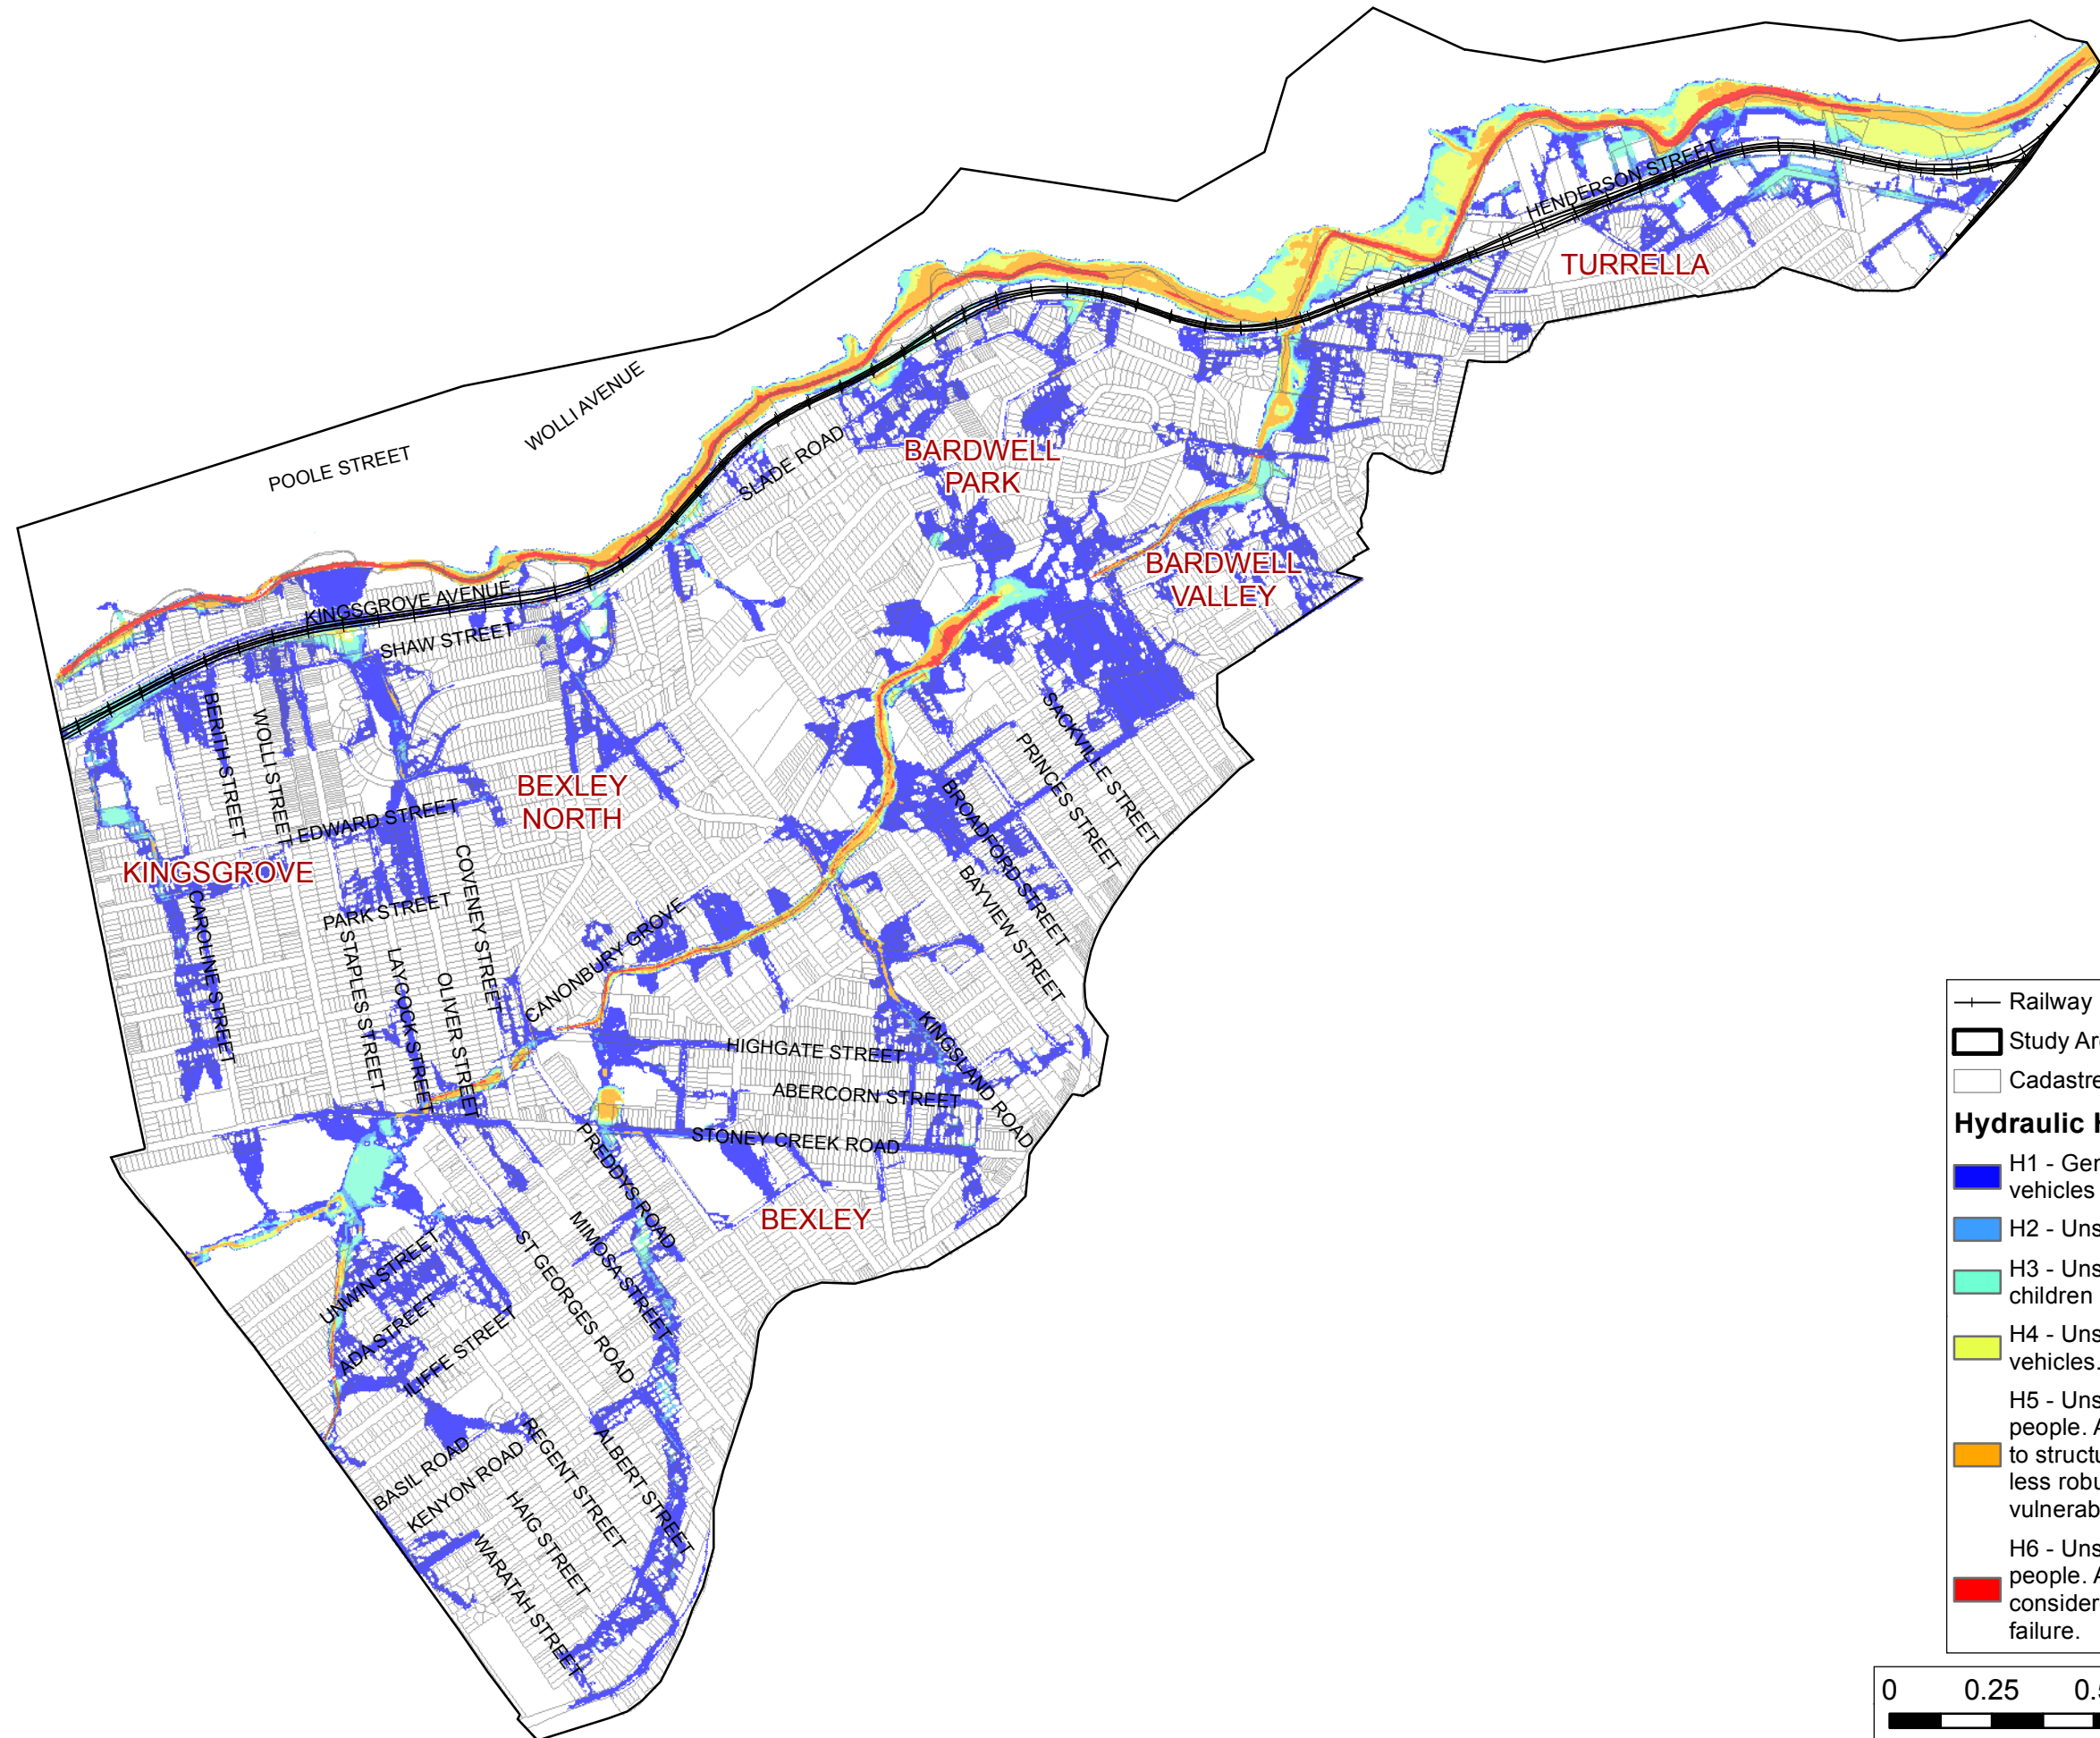 HENDERSON STREET
TURRELLA
WOLLI AVENUE
POOLE STREET
SLADE ROAD
BARDWELL
PARK
BARDWELL
VALLEY
KINGSGROVE AVENUE
SHAW STREET
BERITH STREET
WOLLI STREET
SACKVILLE STREET
PRINCES STREET
BEXLEY
NORTH
EDWARD STREET
BROADFORD STREET
KINGSGROVE
COVENEY STREET
BAYVIEW STREET
PARK STREET
CAROLINE STREET
STAPLES STREET
LAYCOCK STREET
OLIVER STREET
CANONBURY GROVE
HIGHGATE STREET
KINGSLAND ROAD
ABERCORN STREET
STONEY CREEK ROAD
PREDDYS ROAD
BEXLEY
MIMOSA STREET
ST GEORGES ROAD
UNWIN STREET
ADA STREET
ILIFFE STREET
BASIL ROAD
KENYON ROAD
REGENT STREET
ALBERT STREET
HAIG STREET
WARATAH STREET
Railway
Study Ar
Cadastre
Hydraulic H
H1 - Gen
vehicles
H2 - Uns
H3 - Uns
children
H4 - Uns
vehicles.
H5 - Uns
people. A
to structu
less robu
vulnerab
H6 - Uns
people. A
consider
failure.
0 0.25 0.5